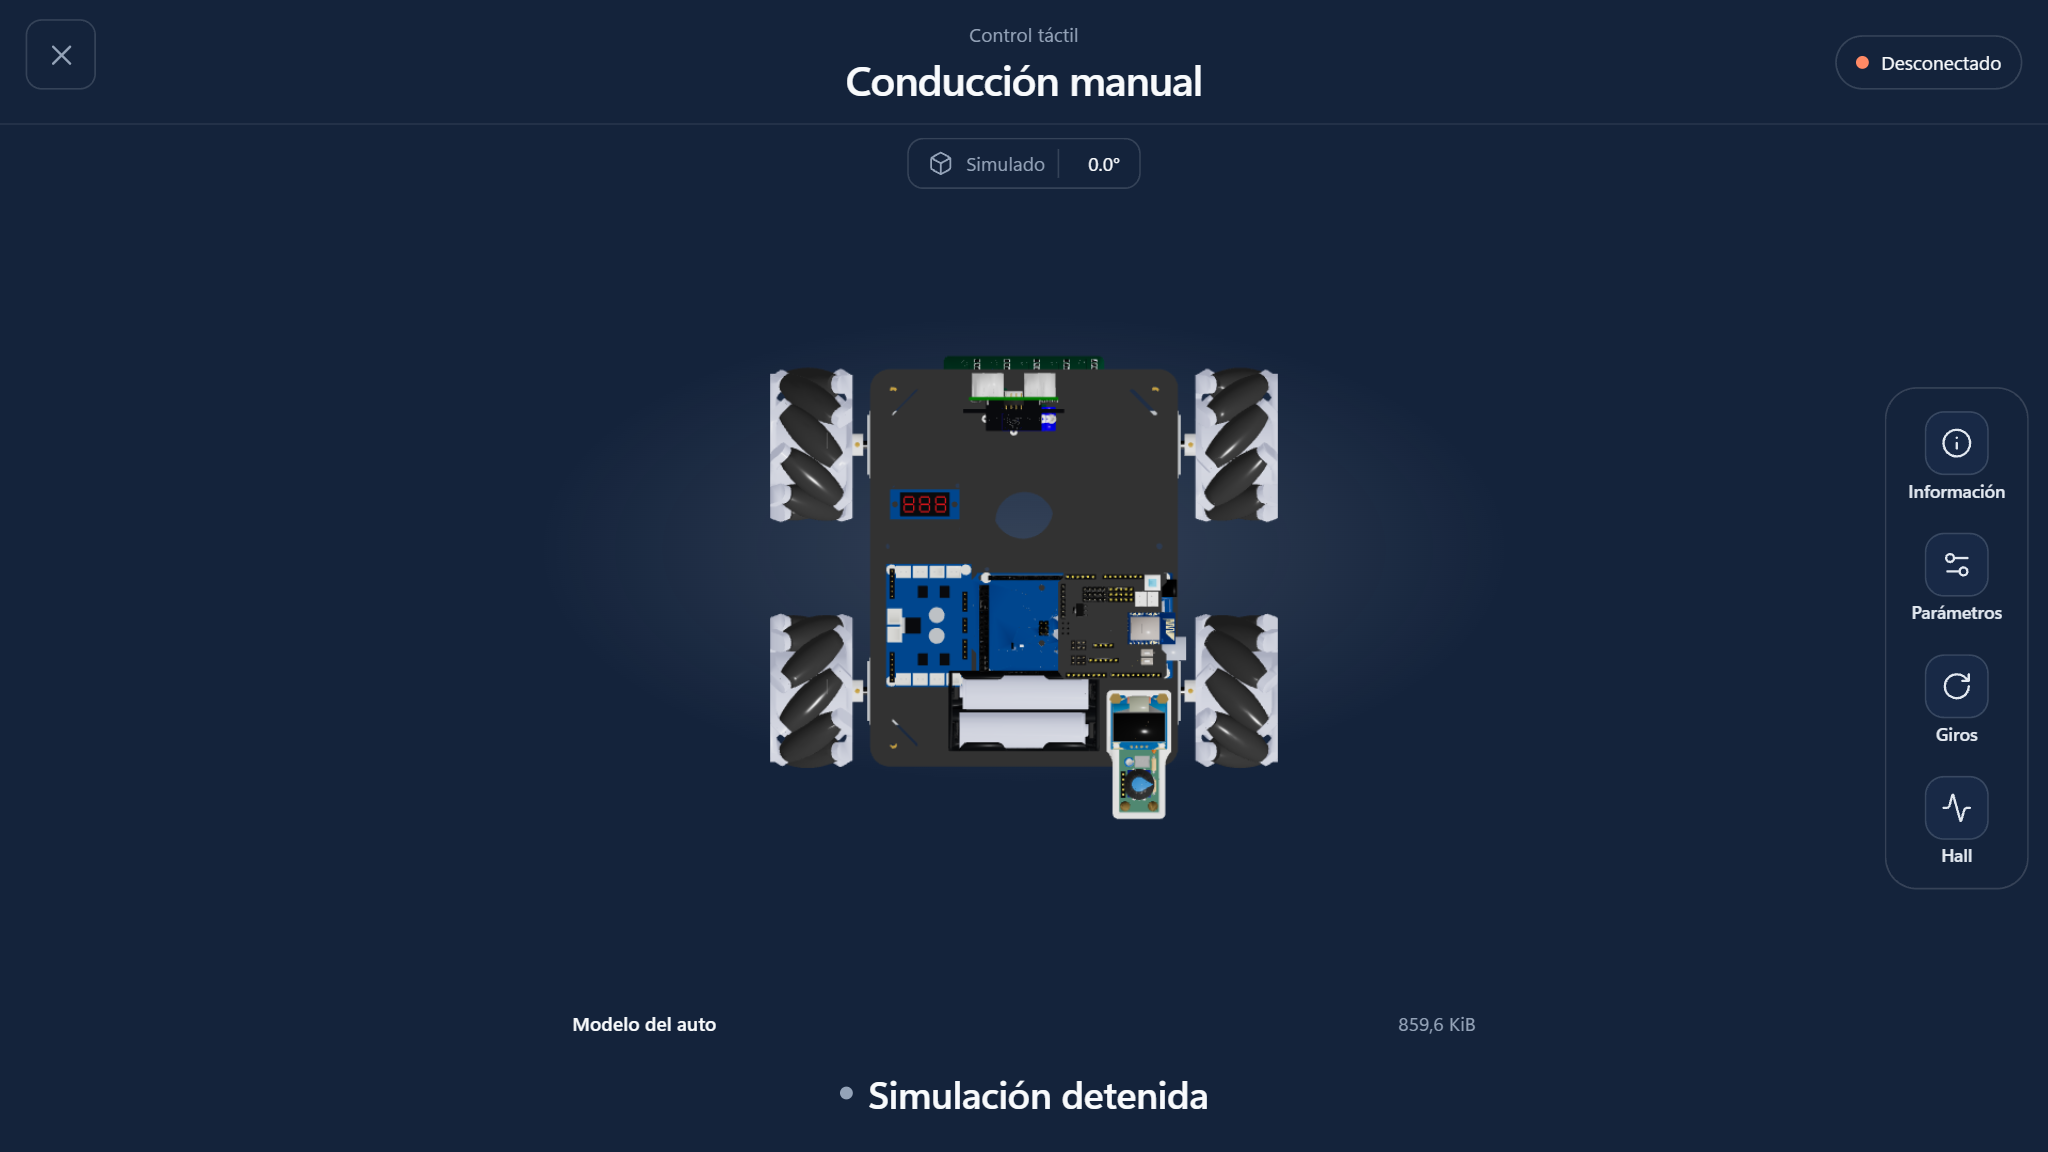 Control táctil
Conducción manual
Desconectado
Simulado 0.0°
888
Información
Parámetros
Giros
Hall
Modelo del auto 859,6 KiB
Simulación detenida